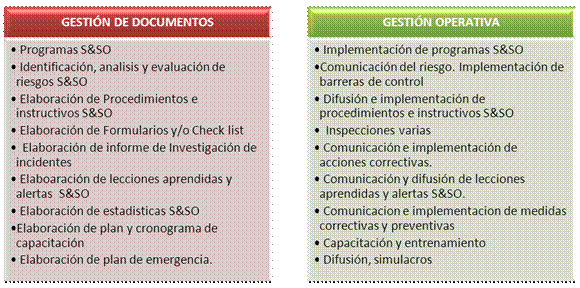 GESTIÓN DE DOCUMENTOS
• Programas S&SO
• Identificación, analisis y evaluación de
riesgos S&SO
• Elaboración de Procedimientos e
instructivos S&SO
• Elaboración de Formularios y/o Check list
• Elaboración de informe de Investigación de
incidentes
• Elaboaración de lecciones aprendidas y
alertas S&SO
• Elaboración de estadisticas S&SO
•Elaboración de plan y cronograma de
capacitación
• Elaboración de plan de emergencia.
GESTIÓN OPERATIVA
• Implementación de programas S&SO
•Comunicación del riesgo. Implementación de
barreras de control
• Difusión e implementación de
procedimientos e instructivos S&SO
• Inspecciones varias
• Comunicación e implementación de
acciones correctivas.
• Comunicación y difusión de lecciones
aprendidas y alertas S&SO.
• Comunicacion e implementacion de medidas
correctivas y preventivas
• Capacitación y entrenamiento
• Difusión, simulacros